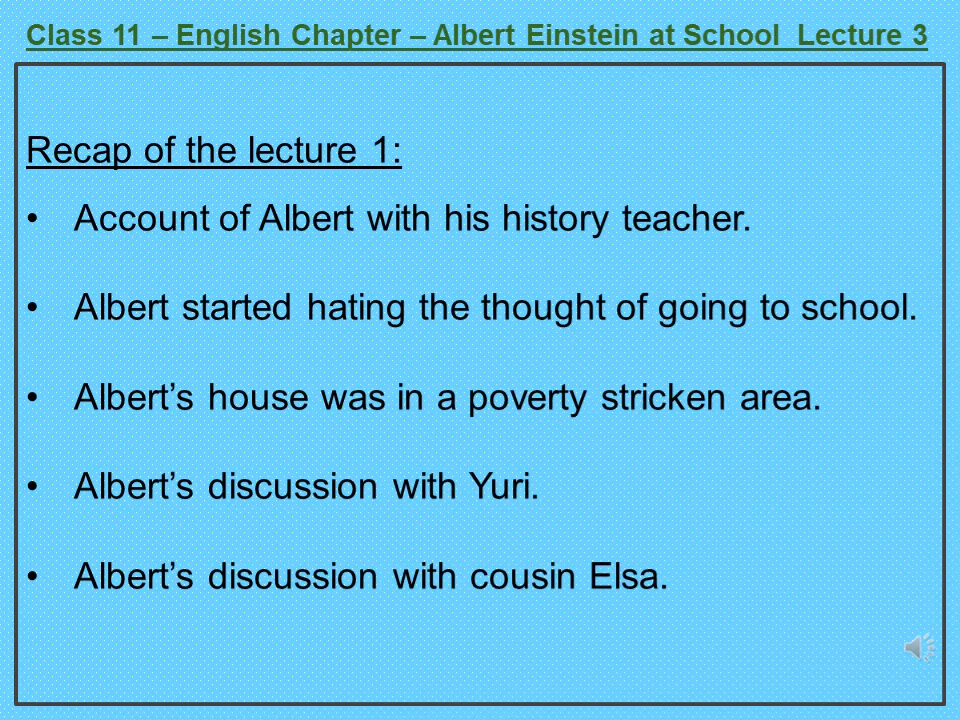 Class 11 – English Chapter – Albert Einstein at School  Lecture 3
Recap of the lecture 1:
• Account of Albert with his history teacher.
• Albert started hating the thought of going to school.
• Albert’s house was in a poverty stricken area.
• Albert’s discussion with Yuri.
• Albert’s discussion with cousin Elsa.